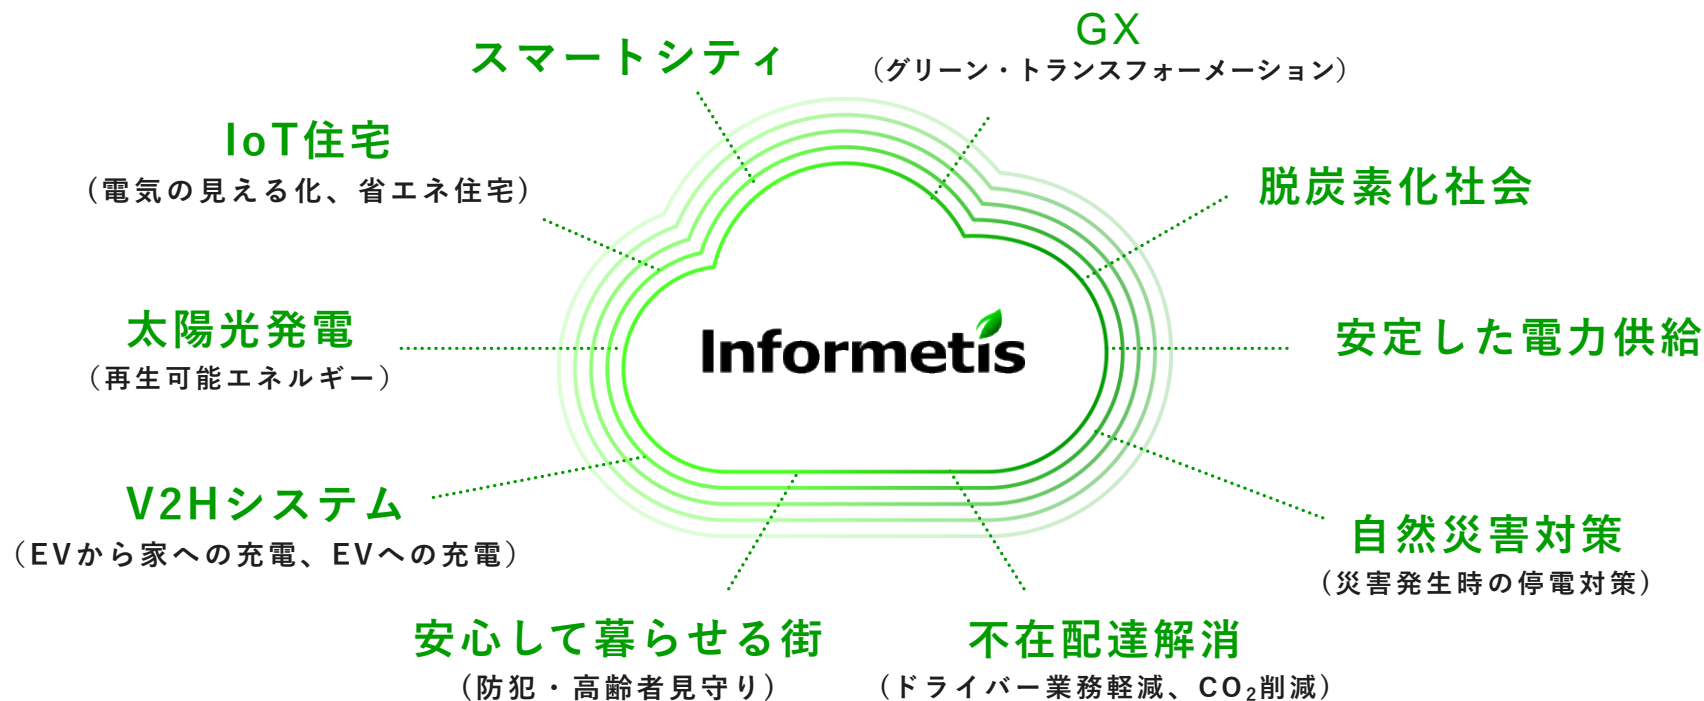 スマートシティ
GX
（グリーン・トランスフォーメーション）
IoT住宅
（電気の見える化、省エネ住宅）
脱炭素化社会
太陽光発電
（再生可能エネルギー）
Informetis
安定した電力供給
V2Hシステム
（EVから家への充電、EVへの充電）
自然災害対策
（災害発生時の停電対策）
安心して暮らせる街
（防犯・高齢者見守り）
不在配達解消
（ドライバー業務軽減、CO₂削減）